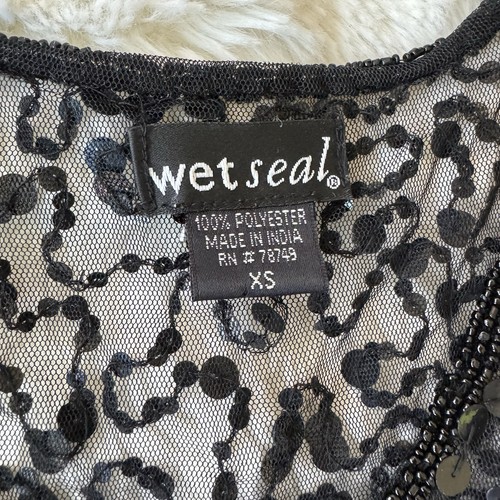 wet seal®
100% POLYESTER
MADE IN INDIA
RN # 78749
XS